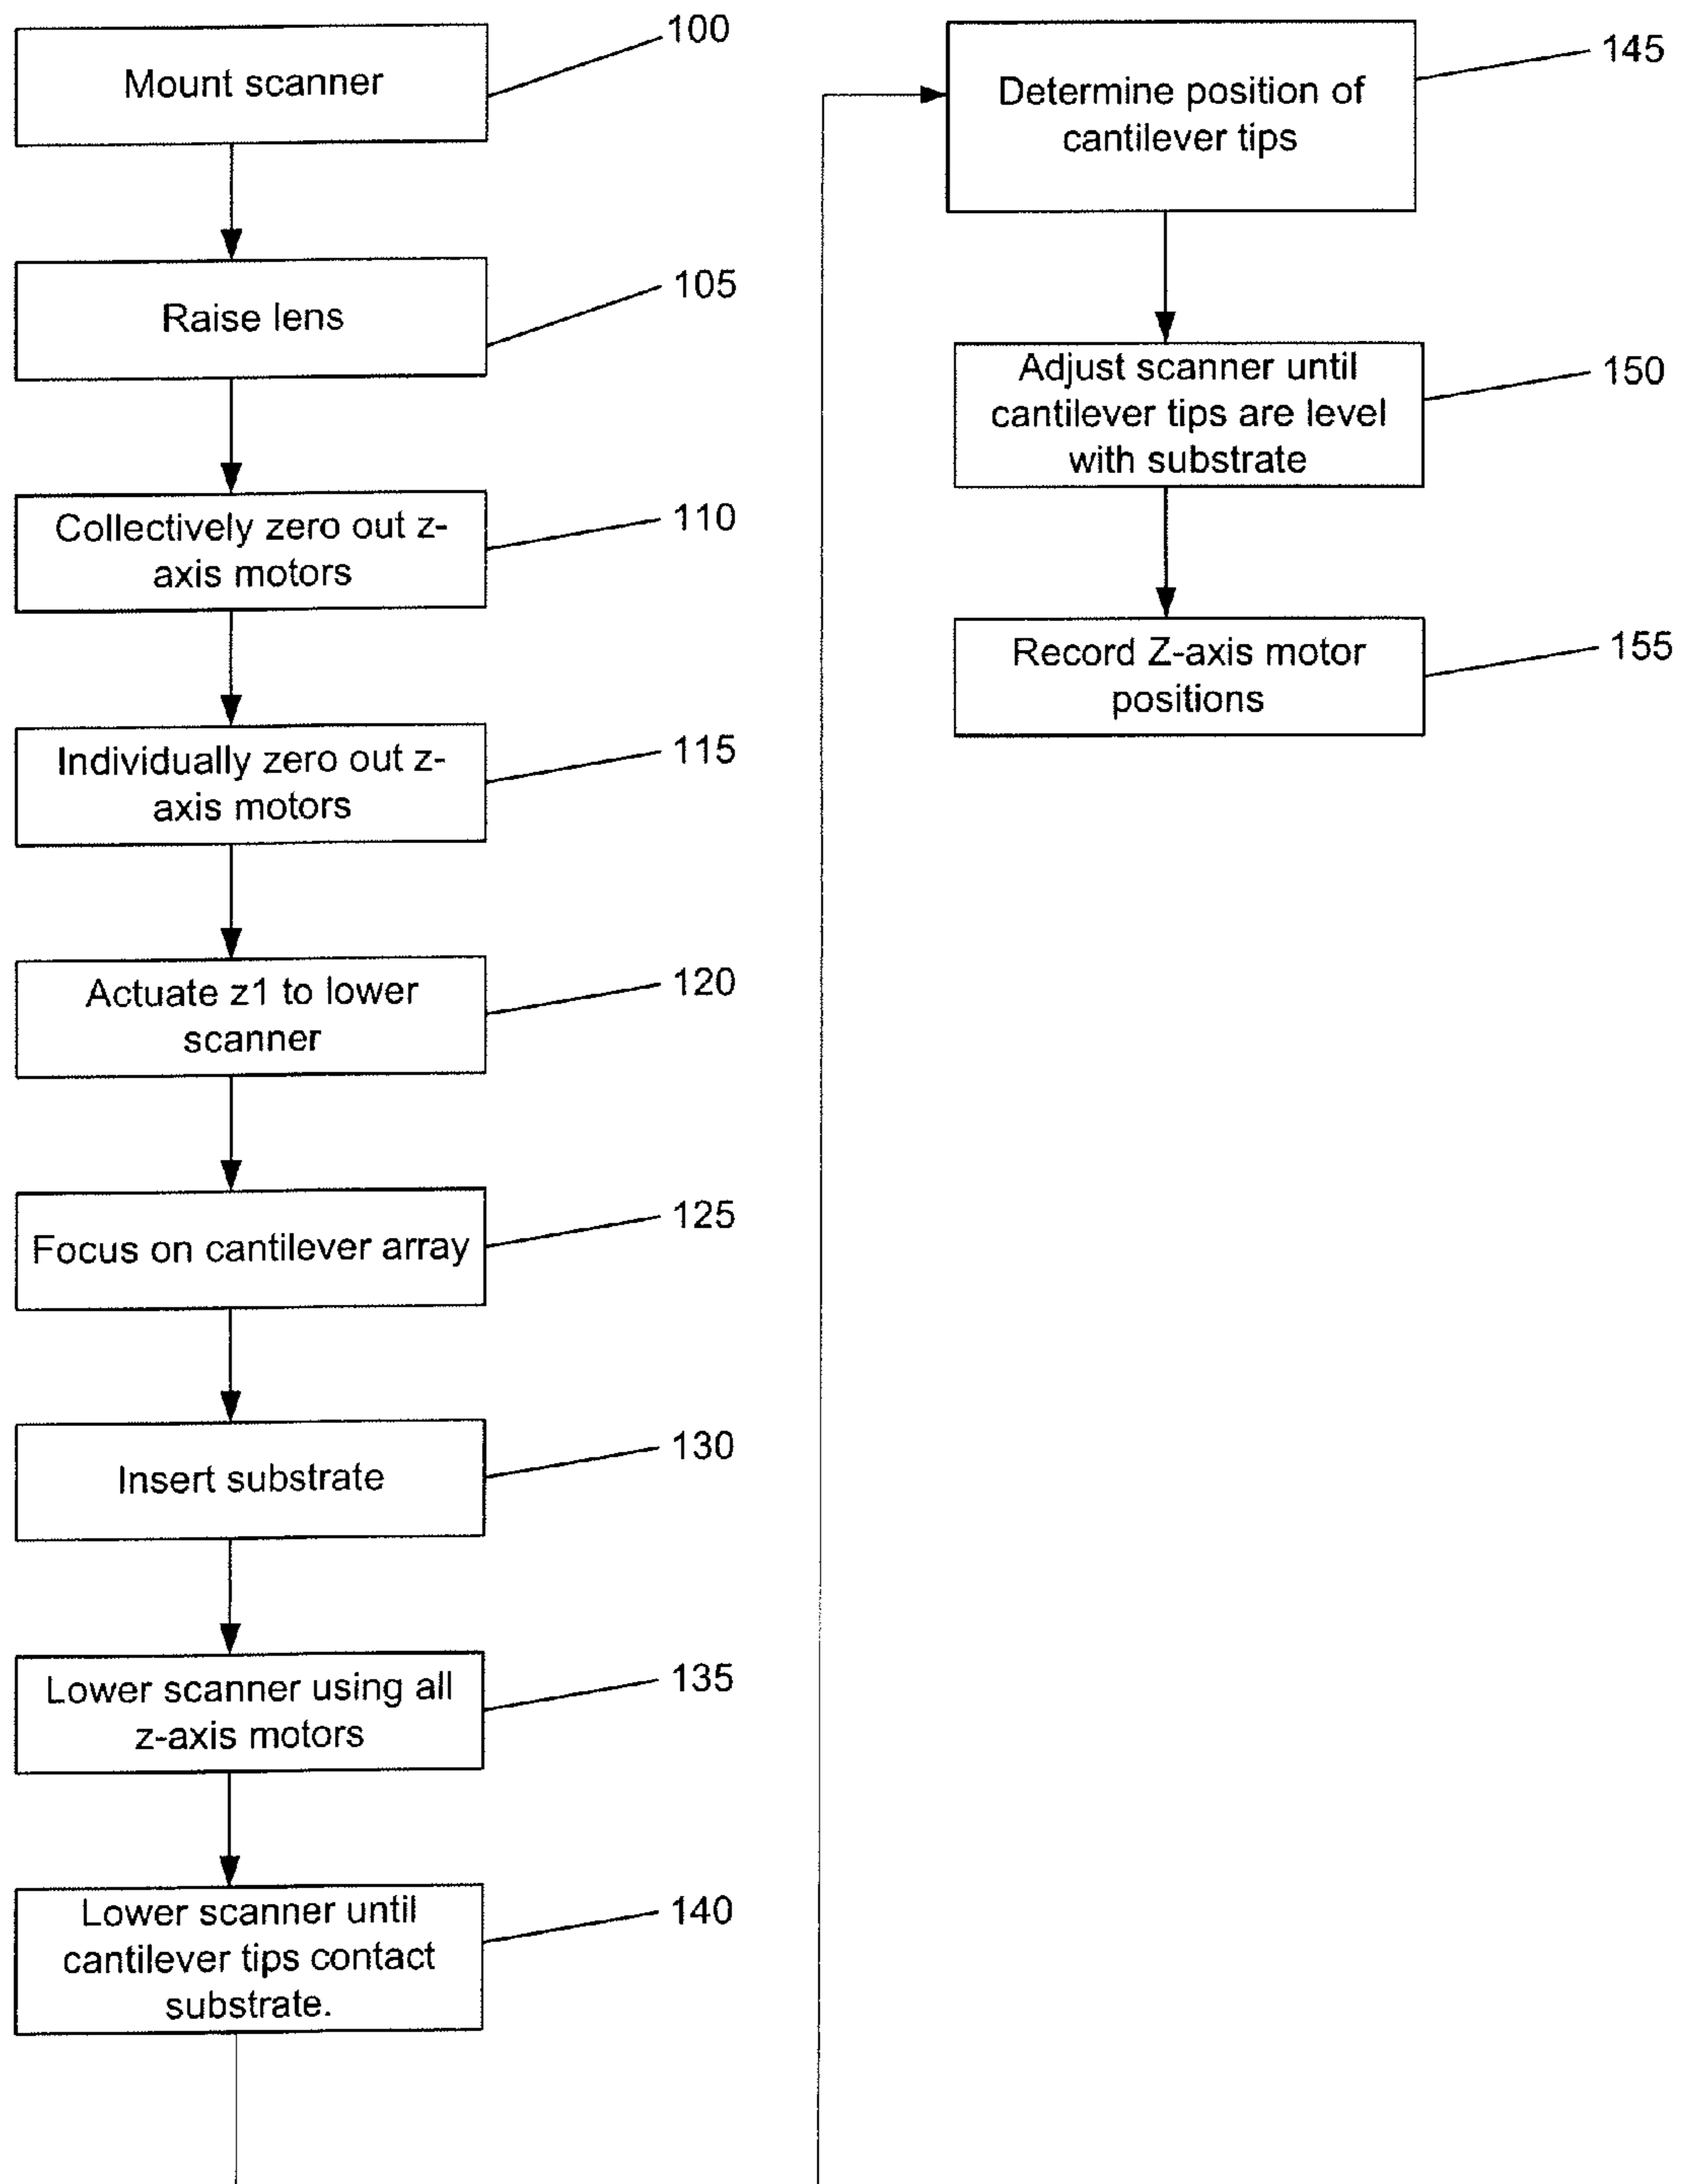 Mount scanner
100
Raise lens
105
Collectively zero out z-
axis motors
110
Individually zero out z-
axis motors
115
Actuate z1 to lower
scanner
120
Focus on cantilever array
125
Insert substrate
130
Lower scanner using all
z-axis motors
135
Lower scanner until
cantilever tips contact
substrate.
140
Determine position of
cantilever tips
145
Adjust scanner until
cantilever tips are level
with substrate
150
Record Z-axis motor
positions
155